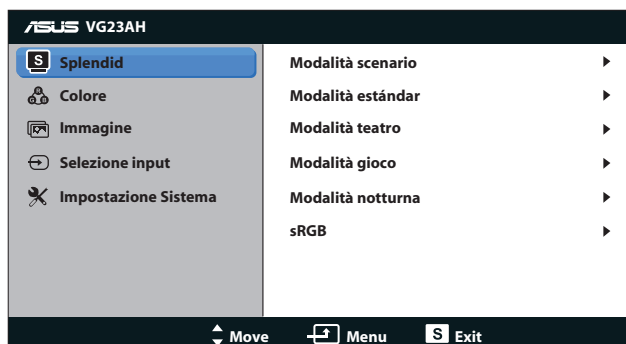 ASUS VG23AH
S Splendid
Colore
Immagine
Selezione input
Impostazione Sistema
Modalità scenario
Modalità estándar
Modalità teatro
Modalità gioco
Modalità notturna
sRGB
Move Menu S Exit